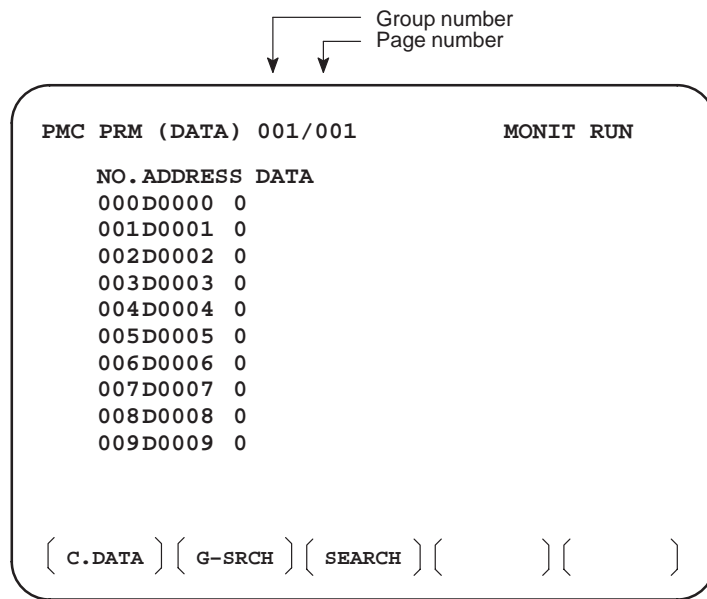 Group number
Page number
PMC PRM (DATA) 001/001 MONIT RUN
NO.ADDRESS DATA
000D0000 0
001D0001 0
002D0002 0
003D0003 0
004D0004 0
005D0005 0
006D0006 0
007D0007 0
008D0008 0
009D0009 0
[ C.DATA ] [ G-SRCH ] [ SEARCH ] [ ] [ ]